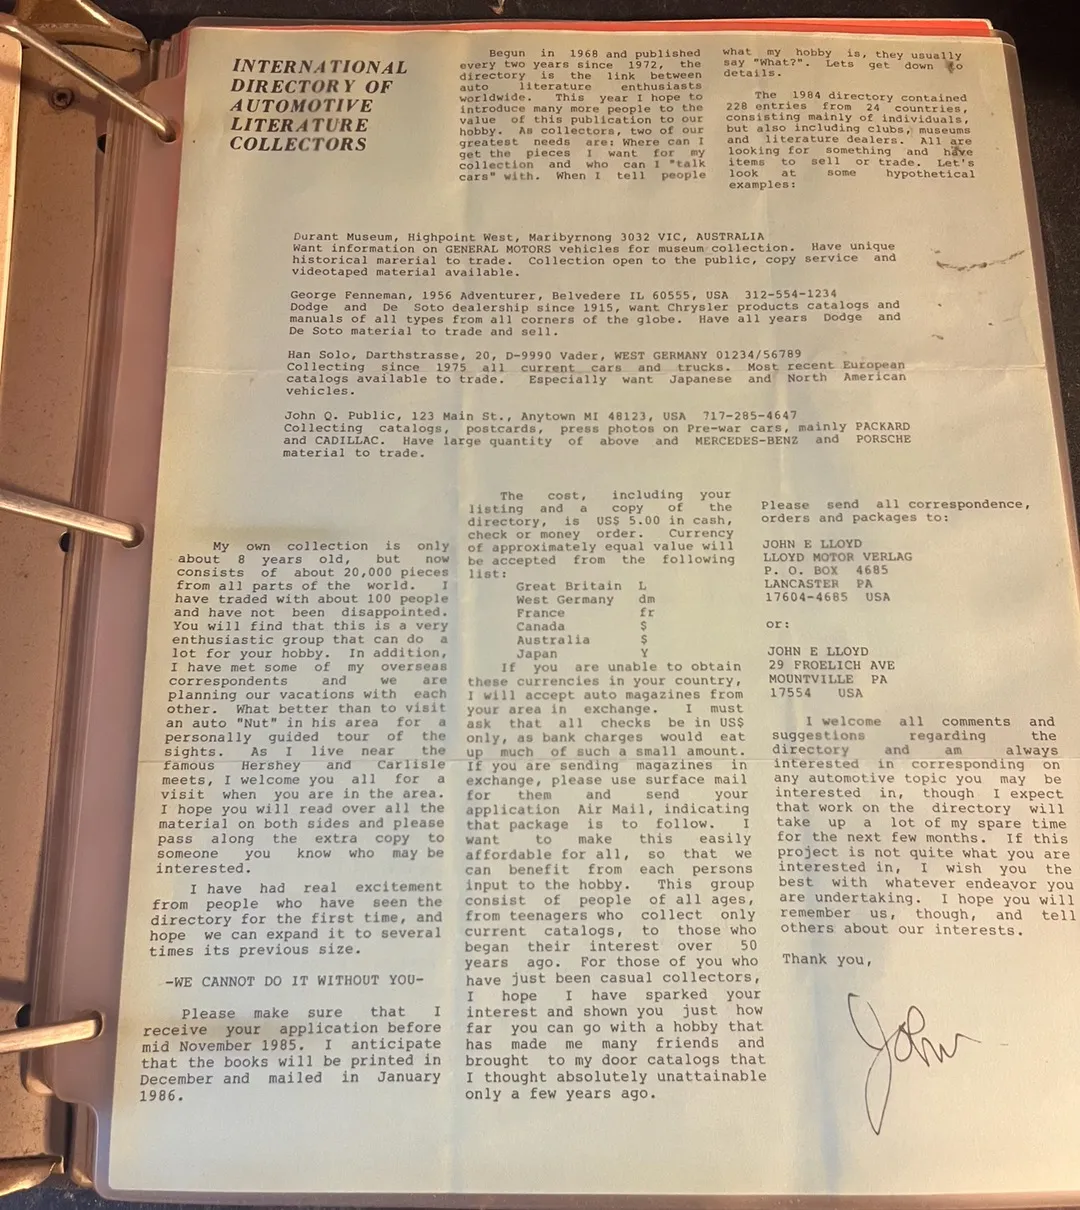 INTERNATIONAL
DIRECTORY OF
AUTOMOTIVE
LITERATURE
COLLECTORS
Begun in 1968 and published
every two years since 1972, the
directory is the link between
auto literature enthusiasts
worldwide. This year I hope to
introduce many more people to the
value of this publication to our
hobby. As collectors, two of our
greatest needs are: Where can I
get the pieces I want for my
collection and who can I "talk
cars" with. When I tell people
what my hobby is, they usually
say "What?". Lets get down to
details.
The 1984 directory contained
228 entries from 24 countries,
consisting mainly of individuals,
but also including clubs, museums
and literature dealers. All are
looking for something and have
items to sell or trade. Let's
look at some hypothetical
examples:
Durant Museum, Highpoint West, Maribyrnong 3032 VIC, AUSTRALIA
Want information on GENERAL MOTORS vehicles for museum collection. Have unique
historical marerial to trade. Collection open to the public, copy service and
videotaped material available.
George Fenneman, 1956 Adventurer, Belvedere IL 60555, USA 312-554-1234
Dodge and De Soto dealership since 1915, want Chrysler products catalogs and
manuals of all types from all corners of the globe. Have all years Dodge and
De Soto material to trade and sell.
Han Solo, Darthstrasse, 20, D-9990 Vader, WEST GERMANY 01234/56789
Collecting since 1975 all current cars and trucks. Most recent European
catalogs available to trade. Especially want Japanese and North American
vehicles.
John Q. Public, 123 Main St., Anytown MI 48123, USA 717-285-4647
Collecting catalogs, postcards, press photos on Pre-war cars, mainly PACKARD
and CADILLAC. Have large quantity of above and MERCEDES-BENZ and PORSCHE
material to trade.
My own collection is only
about 8 years old, but now
consists of about 20,000 pieces
from all parts of the world. I
have traded with about 100 people
and have not been disappointed.
You will find that this is a very
enthusiastic group that can do a
lot for your hobby. In addition,
I have met some of my overseas
correspondents and we are
planning our vacations with each
other. What better than to visit
an auto "Nut" in his area for a
personally guided tour of the
sights. As I live near the
famous Hershey and Carlisle
meets, I welcome you all for a
visit when you are in the area.
I hope you will read over all the
material on both sides and please
pass along the extra copy to
someone you know who may be
interested.
I have had real excitement
from people who have seen the
directory for the first time, and
hope we can expand it to several
times its previous size.
-WE CANNOT DO IT WITHOUT YOU-
Please make sure that I
receive your application before
mid November 1985. I anticipate
that the books will be printed in
December and mailed in January
1986.
The cost, including your
listing and a copy of the
directory, is US$ 5.00 in cash,
check or money order. Currency
of approximately equal value will
be accepted from the following
list:
Great Britain L
West Germany dm
France fr
Canada $
Australia $
Japan Y
If you are unable to obtain
these currencies in your country,
I will accept auto magazines from
your area in exchange. I must
ask that all checks be in US$
only, as bank charges would eat
up much of such a small amount.
If you are sending magazines in
exchange, please use surface mail
for them and send your
application Air Mail, indicating
that package is to follow. I
want to make this easily
affordable for all, so that we
can benefit from each persons
input to the hobby. This group
consist of people of all ages,
from teenagers who collect only
current catalogs, to those who
began their interest over 50
years ago. For those of you who
have just been casual collectors,
I hope I have sparked your
interest and shown you just how
far you can go with a hobby that
has made me many friends and
brought to my door catalogs that
I thought absolutely unattainable
only a few years ago.
Please send all correspondence,
orders and packages to:
JOHN E LLOYD
LLOYD MOTOR VERLAG
P. O. BOX 4685
LANCASTER PA
17604-4685 USA
or:
JOHN E LLOYD
29 FROELICH AVE
MOUNTVILLE PA
17554 USA
I welcome all comments and
suggestions regarding the
directory and am always
interested in corresponding on
any automotive topic you may be
interested in, though I expect
that work on the directory will
take up a lot of my spare time
for the next few months. If this
project is not quite what you are
interested in, I wish you the
best with whatever endeavor you
are undertaking. I hope you will
remember us, though, and tell
others about our interests.
Thank you,
John